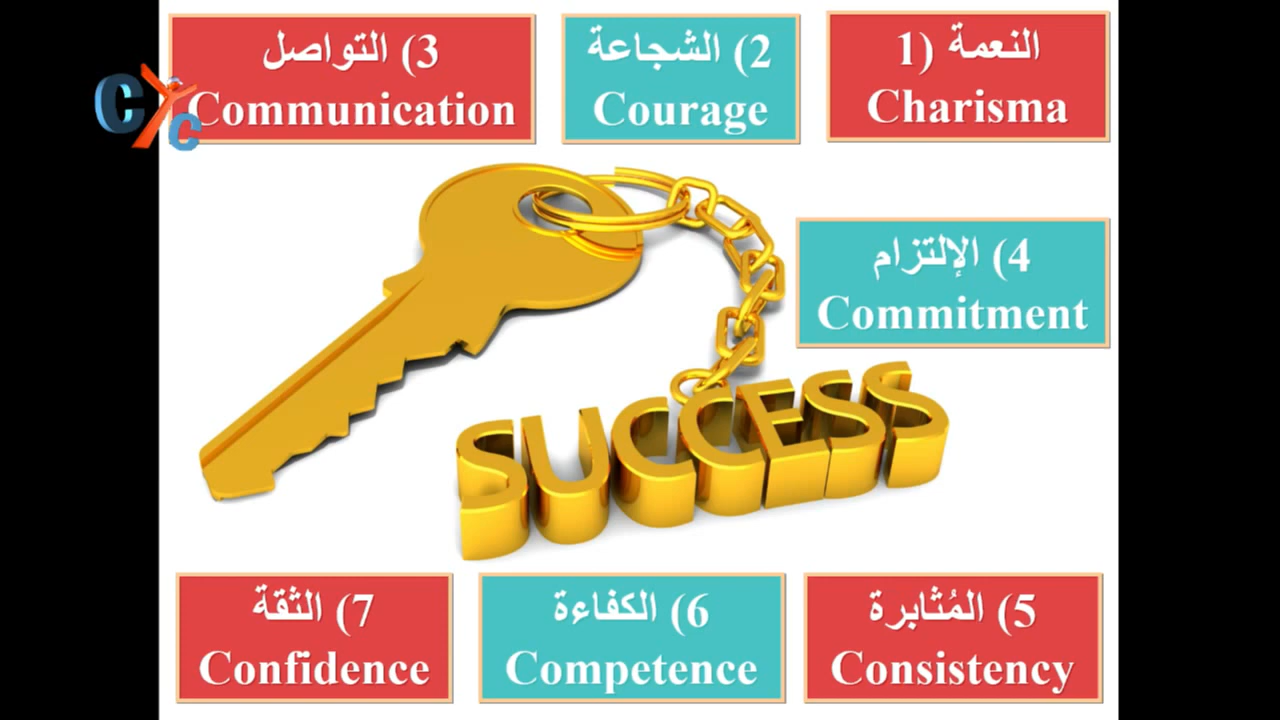 1) النعمة
Charisma
2) الشجاعة
Courage
3) التواصل
Communication
CYC
4) الإلتزام
Commitment
SUCCESS
5) المُثابرة
Consistency
6) الكفاءة
Competence
7) الثقة
Confidence